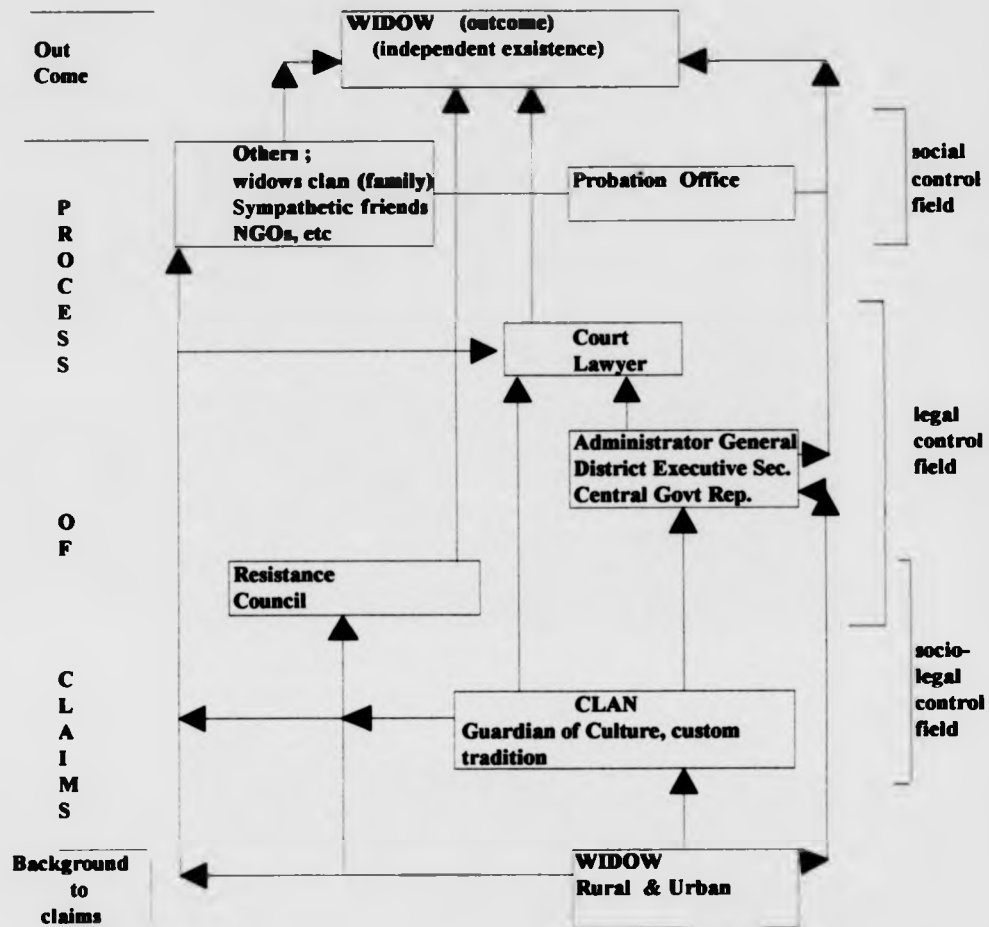 WIDOW (outcome)
(independent exsistence)
Out
Come
Others ;
widows clan (family)
Sympathetic friends
NGOs, etc
Probation Office
social
control
field
P
R
O
C
E
S
S
Court
Lawyer
Administrator General
District Executive Sec.
Central Govt Rep.
legal
control
field
O
F
Resistance
Council
socio-
legal
control
field
C
L
A
I
M
S
CLAN
Guardian of Culture, custom
tradition
Background
to
claims
WIDOW
Rural & Urban